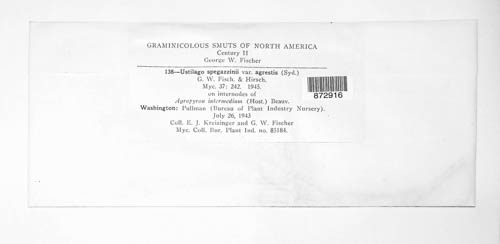 GRAMINICOLOUS SMUTS OF NORTH AMERICA
Century II
George W. Fischer
138—Ustilago spegazzinii var. agrestis (Syd.)
G. W. Fisch. & Hirsch.
Myc. 37: 242. 1945.
on internodes of
Agropyron intermedium (Host.) Beauv.
Washington: Pullman (Bureau of Plant Industry Nursery).
July 26, 1943
Coll. E. J. Kreizinger and G. W. Fischer
Myc. Coll. Bur. Plant Ind. no. 85184.
872916